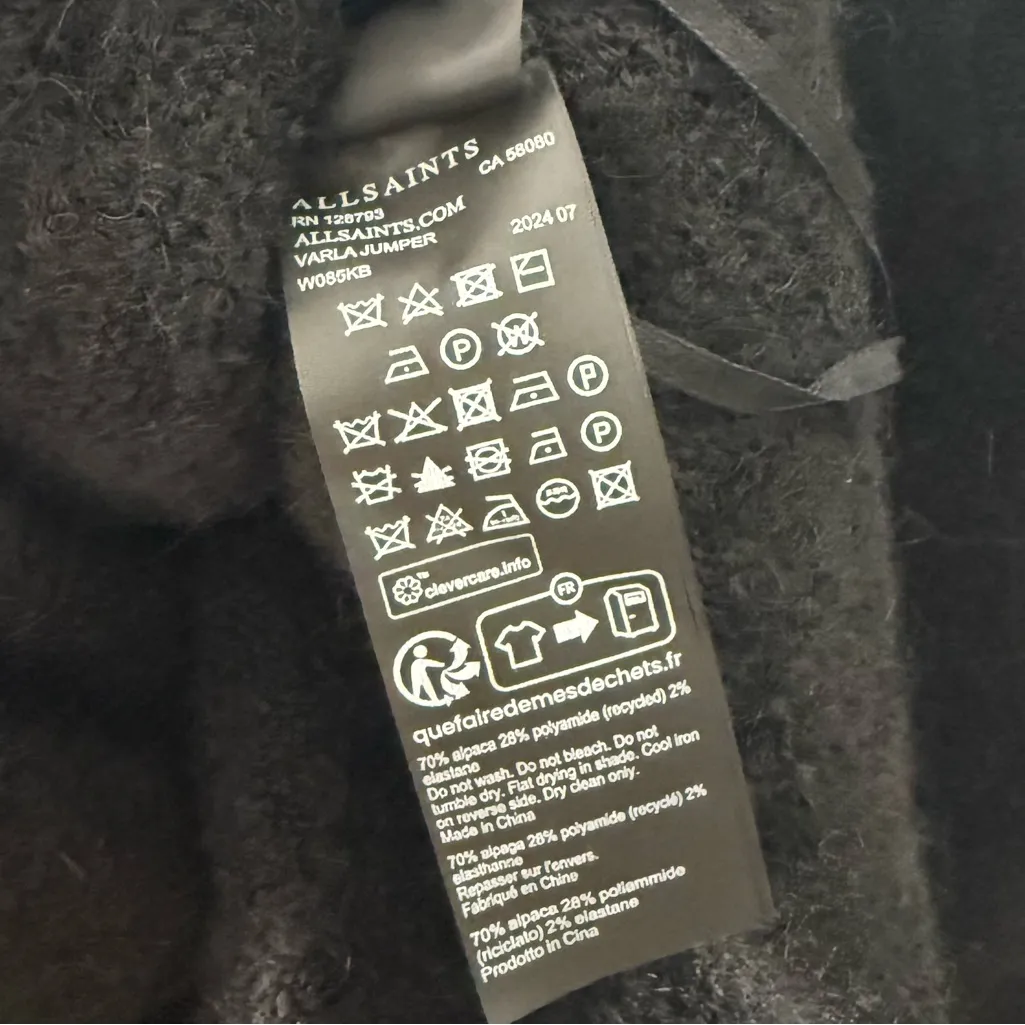 ALLSAINTS
CA 58080
RN 128793
ALLSAINTS.COM
VARLA JUMPER
2024 07
W085KB
P
W
P
P
clevercare.info
FR
quefairedemesdechets.fr
70% alpaca 28% polyamide (recycled) 2%
elastane
Do not wash. Do not bleach. Do not
tumble dry. Flat drying in shade. Cool iron
on reverse side. Dry clean only.
Made in China
70% alpaga 28% polyamide (recyclé) 2%
elasthanne
Repasser sur l'envers.
Fabriqué en Chine
70% alpaca 28% poliammide
(riciclato) 2% elastane
Prodotto in Cina